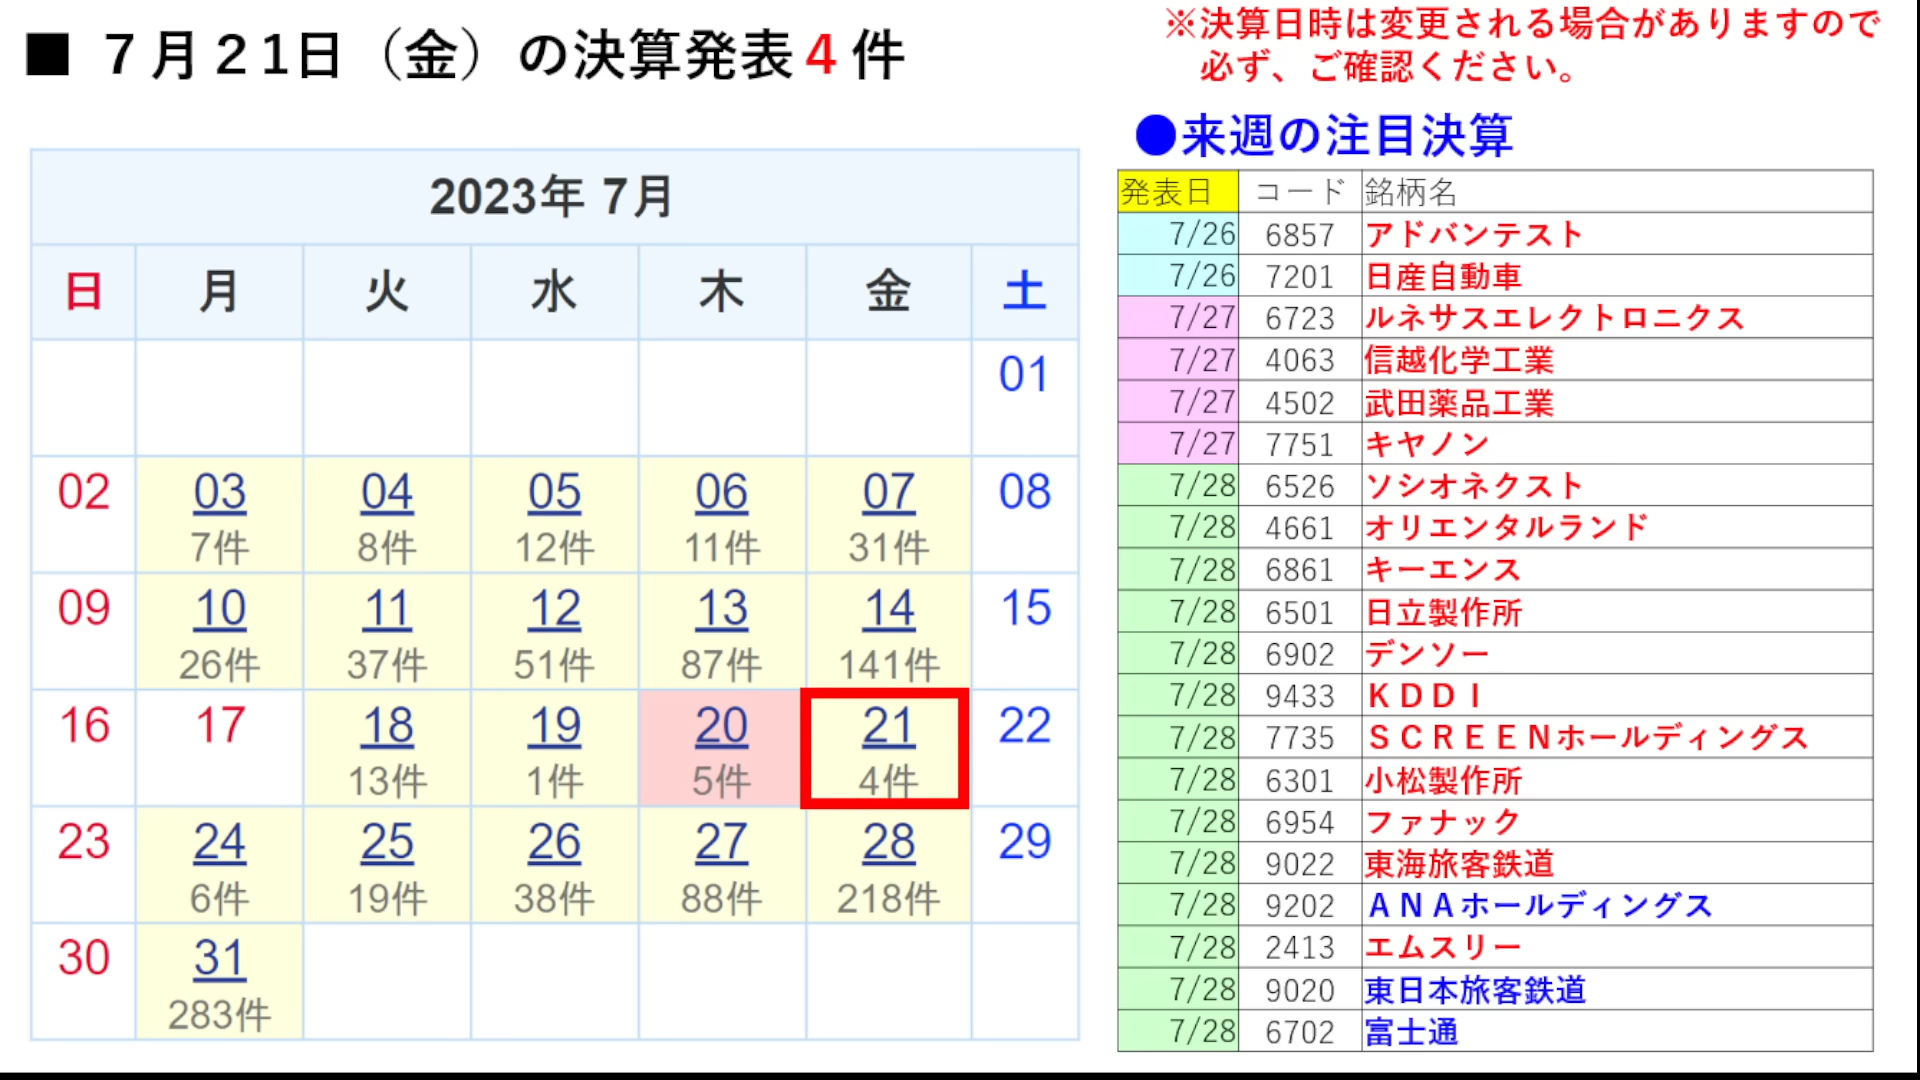 ■ ７月２1日（金）の決算発表４件
※決算日時は変更される場合がありますので
必ず、ご確認ください。
2023年 7月
日 月 火 水 木 金 土
01
02 03 04 05 06 07 08
7件 8件 12件 11件 31件
09 10 11 12 13 14 15
26件 37件 51件 87件 141件
16 17 18 19 20 21 22
13件 1件 5件 4件
23 24 25 26 27 28 29
6件 19件 38件 88件 218件
30 31
283件
●来週の注目決算
発表日 コード 銘柄名
7/26 6857 アドバンテスト
7/26 7201 日産自動車
7/27 6723 ルネサスエレクトロニクス
7/27 4063 信越化学工業
7/27 4502 武田薬品工業
7/27 7751 キヤノン
7/28 6526 ソシオネクスト
7/28 4661 オリエンタルランド
7/28 6861 キーエンス
7/28 6501 日立製作所
7/28 6902 デンソー
7/28 9433 ＫＤＤＩ
7/28 7735 ＳＣＲＥＥＮホールディングス
7/28 6301 小松製作所
7/28 6954 ファナック
7/28 9022 東海旅客鉄道
7/28 9202 ＡＮＡホールディングス
7/28 2413 エムスリー
7/28 9020 東日本旅客鉄道
7/28 6702 富士通